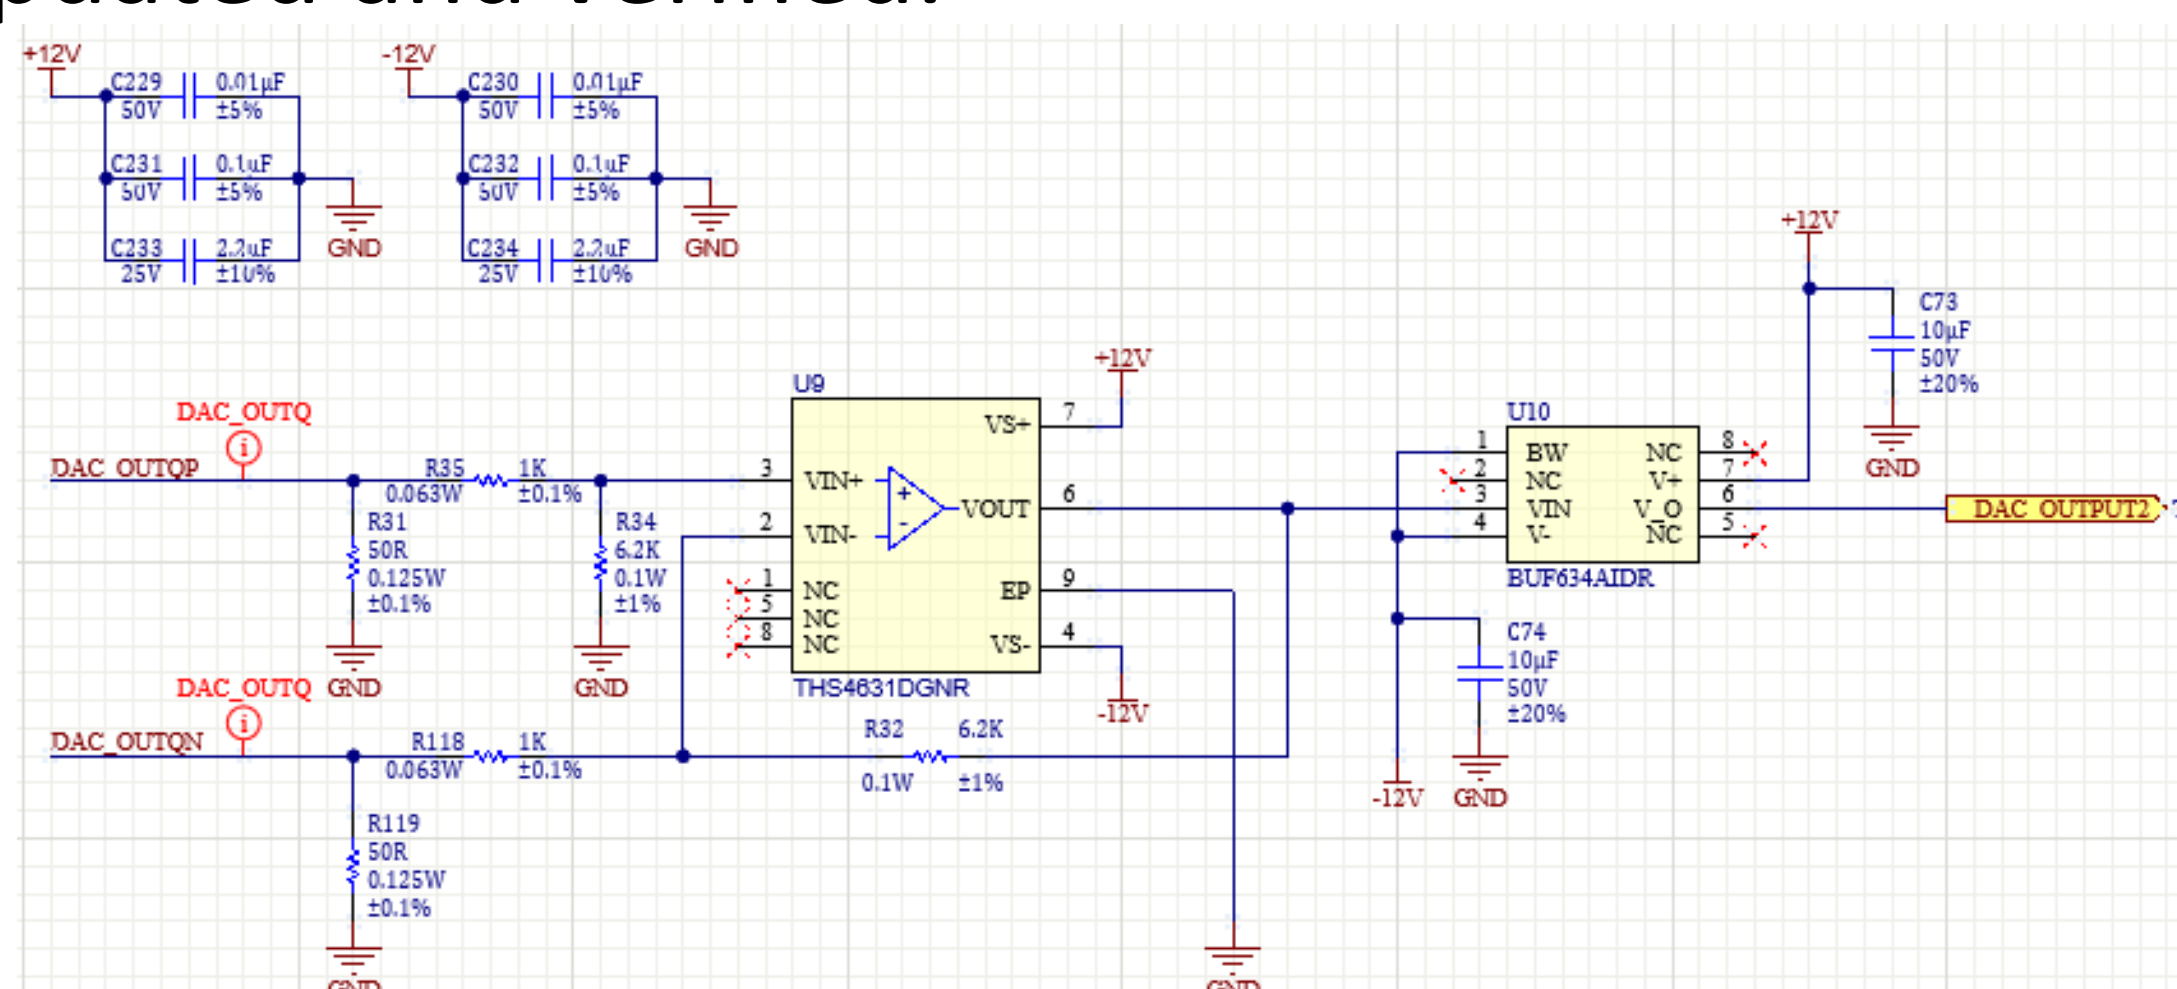 +12V
-12V
C229 0.01µF
50V ±5%
C230 0.01µF
50V ±5%
C231 0.1uF
50V ±5%
C232 0.1uF
50V ±5%
GND
GND
C233 2.2uF
25V ±10%
C234 2.2uF
25V ±10%
+12V
C73
10µF
50V
±20%
GND
+12V
U9
VS+ 7
3 VIN+
VOUT 6
2 VIN-
1 NC
EP 9
5 NC
8 NC
VS- 4
THS4631DGNR
-12V
DAC_OUTQ
i
DAC_OUTQP
R35 1K
0.063W ±0.1%
R31
50R
0.125W
±0.1%
GND
R34
6.2K
0.1W
±1%
GND
DAC_OUTQ
i
DAC_OUTQN
R118 1K
0.063W ±0.1%
R32 6.2K
0.1W ±1%
R119
50R
0.125W
±0.1%
GND
GND
U10
1 BW NC 8
2 NC V+ 7
3 VIN V_O 6
4 V- NC 5
BUF634AIDR
DAC_OUTPUT2
C74
10µF
50V
±20%
-12V
GND